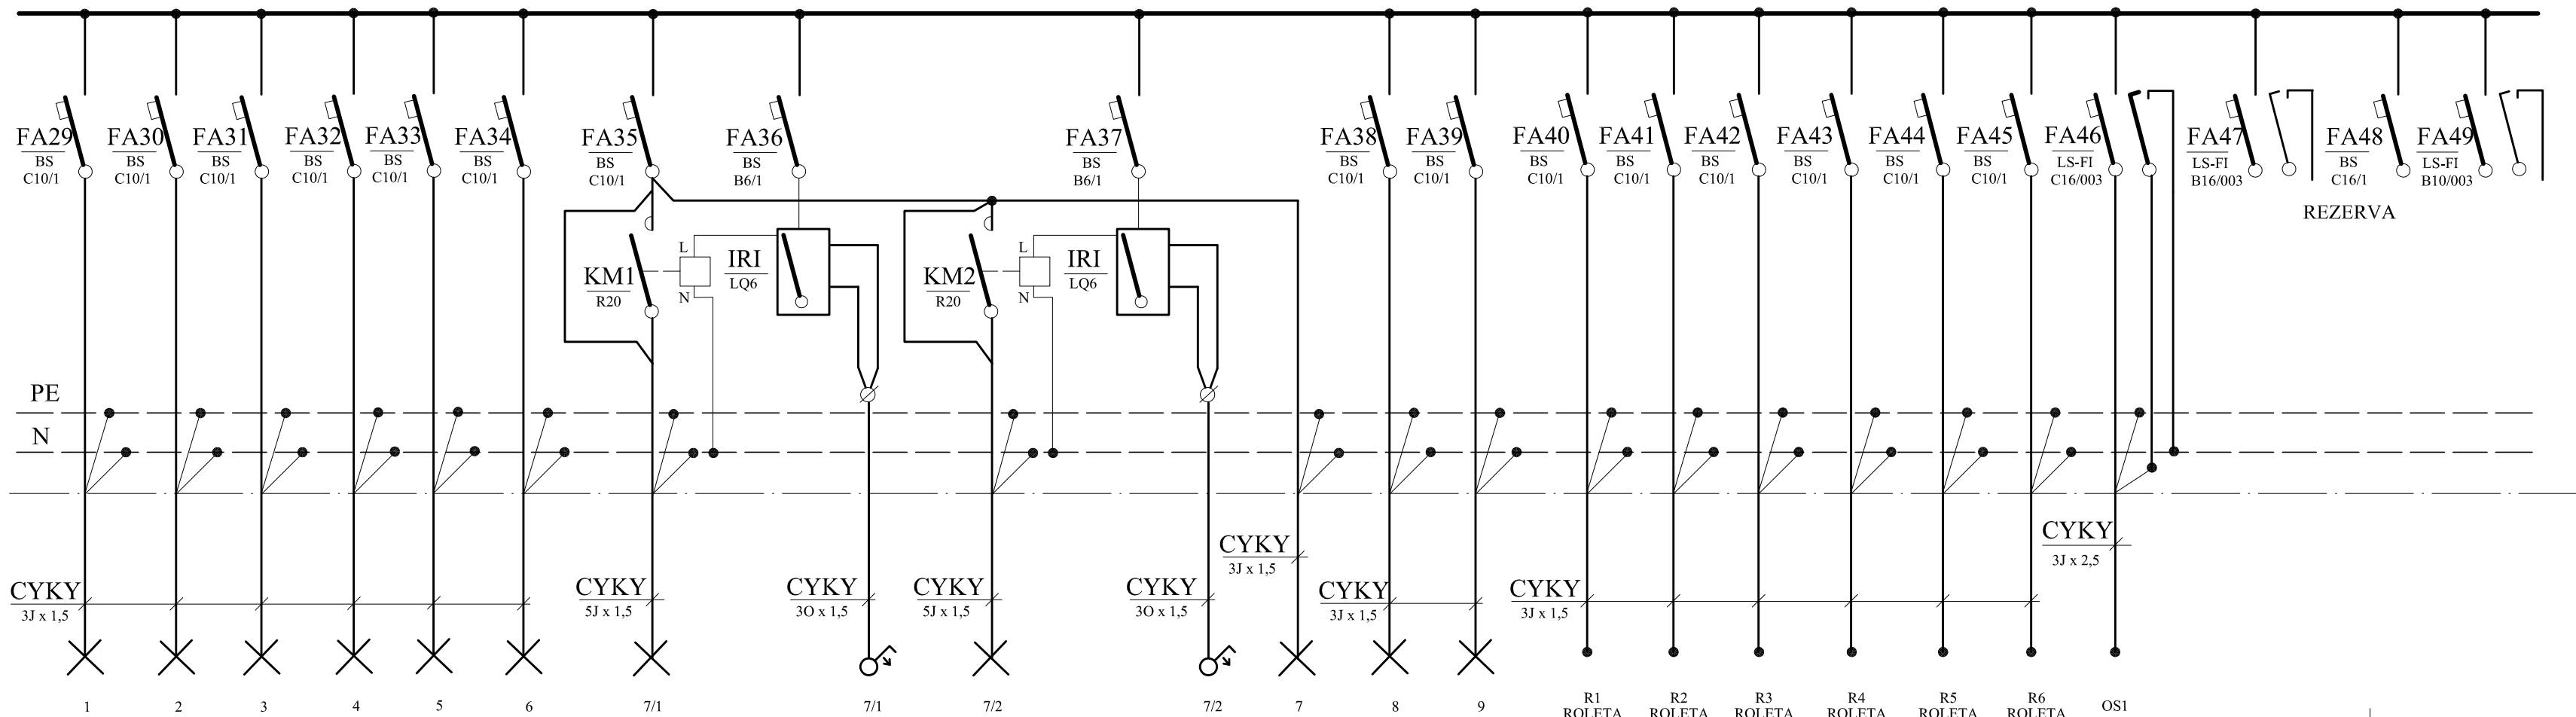 FA29
BS
C10/1
FA30
BS
C10/1
FA31
BS
C10/1
FA32
BS
C10/1
FA33
BS
C10/1
FA34
BS
C10/1
FA35
BS
C10/1
FA36
BS
B6/1
FA37
BS
B6/1
FA38
BS
C10/1
FA39
BS
C10/1
FA40
BS
C10/1
FA41
BS
C10/1
FA42
BS
C10/1
FA43
BS
C10/1
FA44
BS
C10/1
FA45
BS
C10/1
FA46
LS-FI
C16/003
FA47
LS-FI
B16/003
FA48
BS
C16/1
FA49
LS-FI
B10/003
REZERVA
KM1
R20
L
N
IRI
LQ6
KM2
R20
L
N
IRI
LQ6
PE
N
CYKY
3J x 1,5
CYKY
5J x 1,5
CYKY
3O x 1,5
CYKY
5J x 1,5
CYKY
3O x 1,5
CYKY
3J x 1,5
CYKY
3J x 1,5
CYKY
3J x 1,5
CYKY
3J x 2,5
1
2
3
4
5
6
7/1
7/1
7/2
7/2
7
8
9
R1
ROLETA
R2
ROLETA
R3
ROLETA
R4
ROLETA
R5
ROLETA
R6
ROLETA
OS1